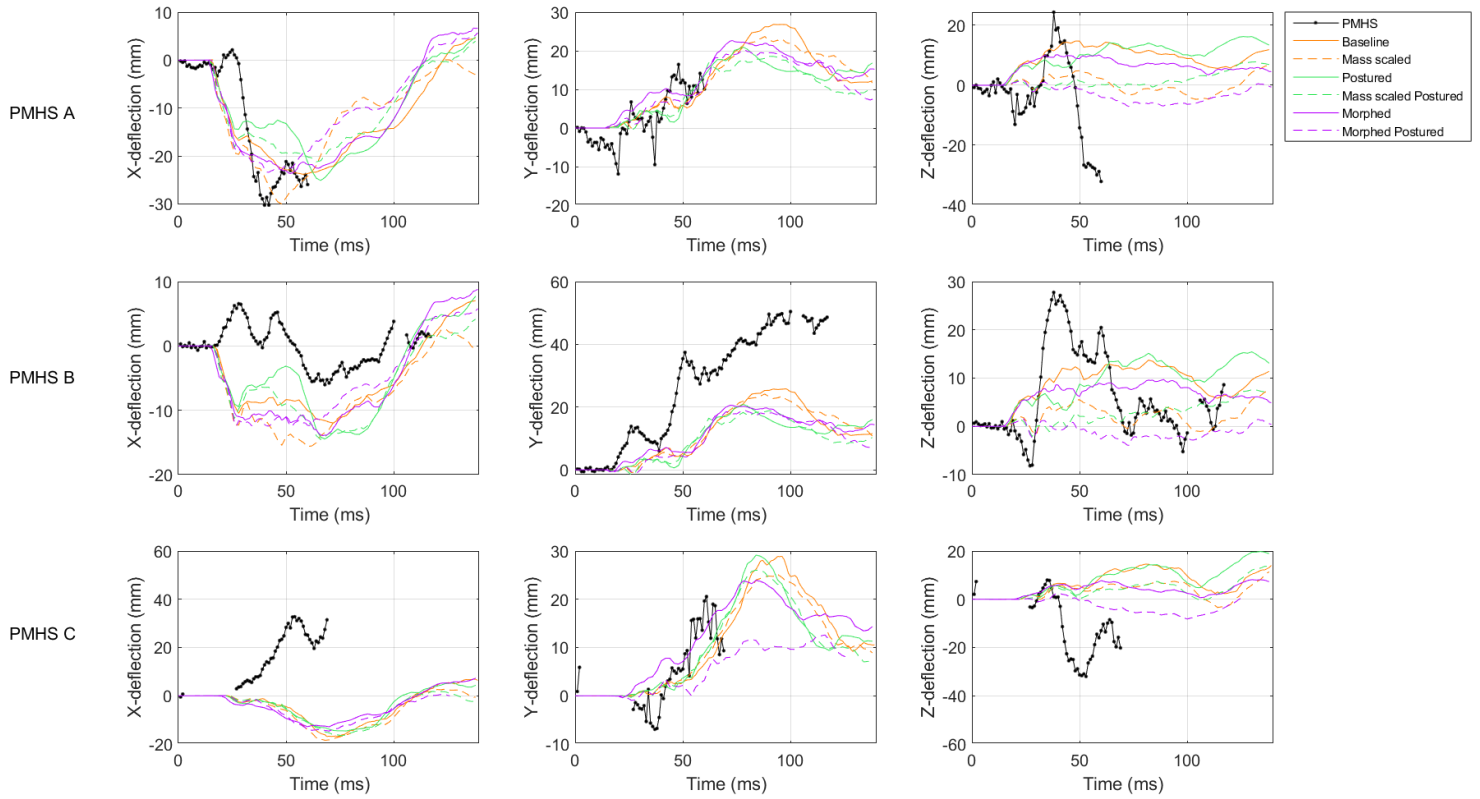 PMHS A
X-deflection (mm)
10
0
-10
-20
-30
0
50
100
Time (ms)
Y-deflection (mm)
30
20
10
0
-10
-20
0
50
100
Time (ms)
Z-deflection (mm)
20
0
-20
-40
0
50
100
Time (ms)
PMHS
Baseline
Mass scaled
Postured
Mass scaled Postured
Morphed
Morphed Postured
PMHS B
X-deflection (mm)
10
0
-10
-20
0
50
100
Time (ms)
Y-deflection (mm)
60
40
20
0
0
50
100
Time (ms)
Z-deflection (mm)
30
20
10
0
-10
0
50
100
Time (ms)
PMHS C
X-deflection (mm)
60
40
20
0
-20
0
50
100
Time (ms)
Y-deflection (mm)
30
20
10
0
-10
0
50
100
Time (ms)
Z-deflection (mm)
20
0
-20
-40
-60
0
50
100
Time (ms)